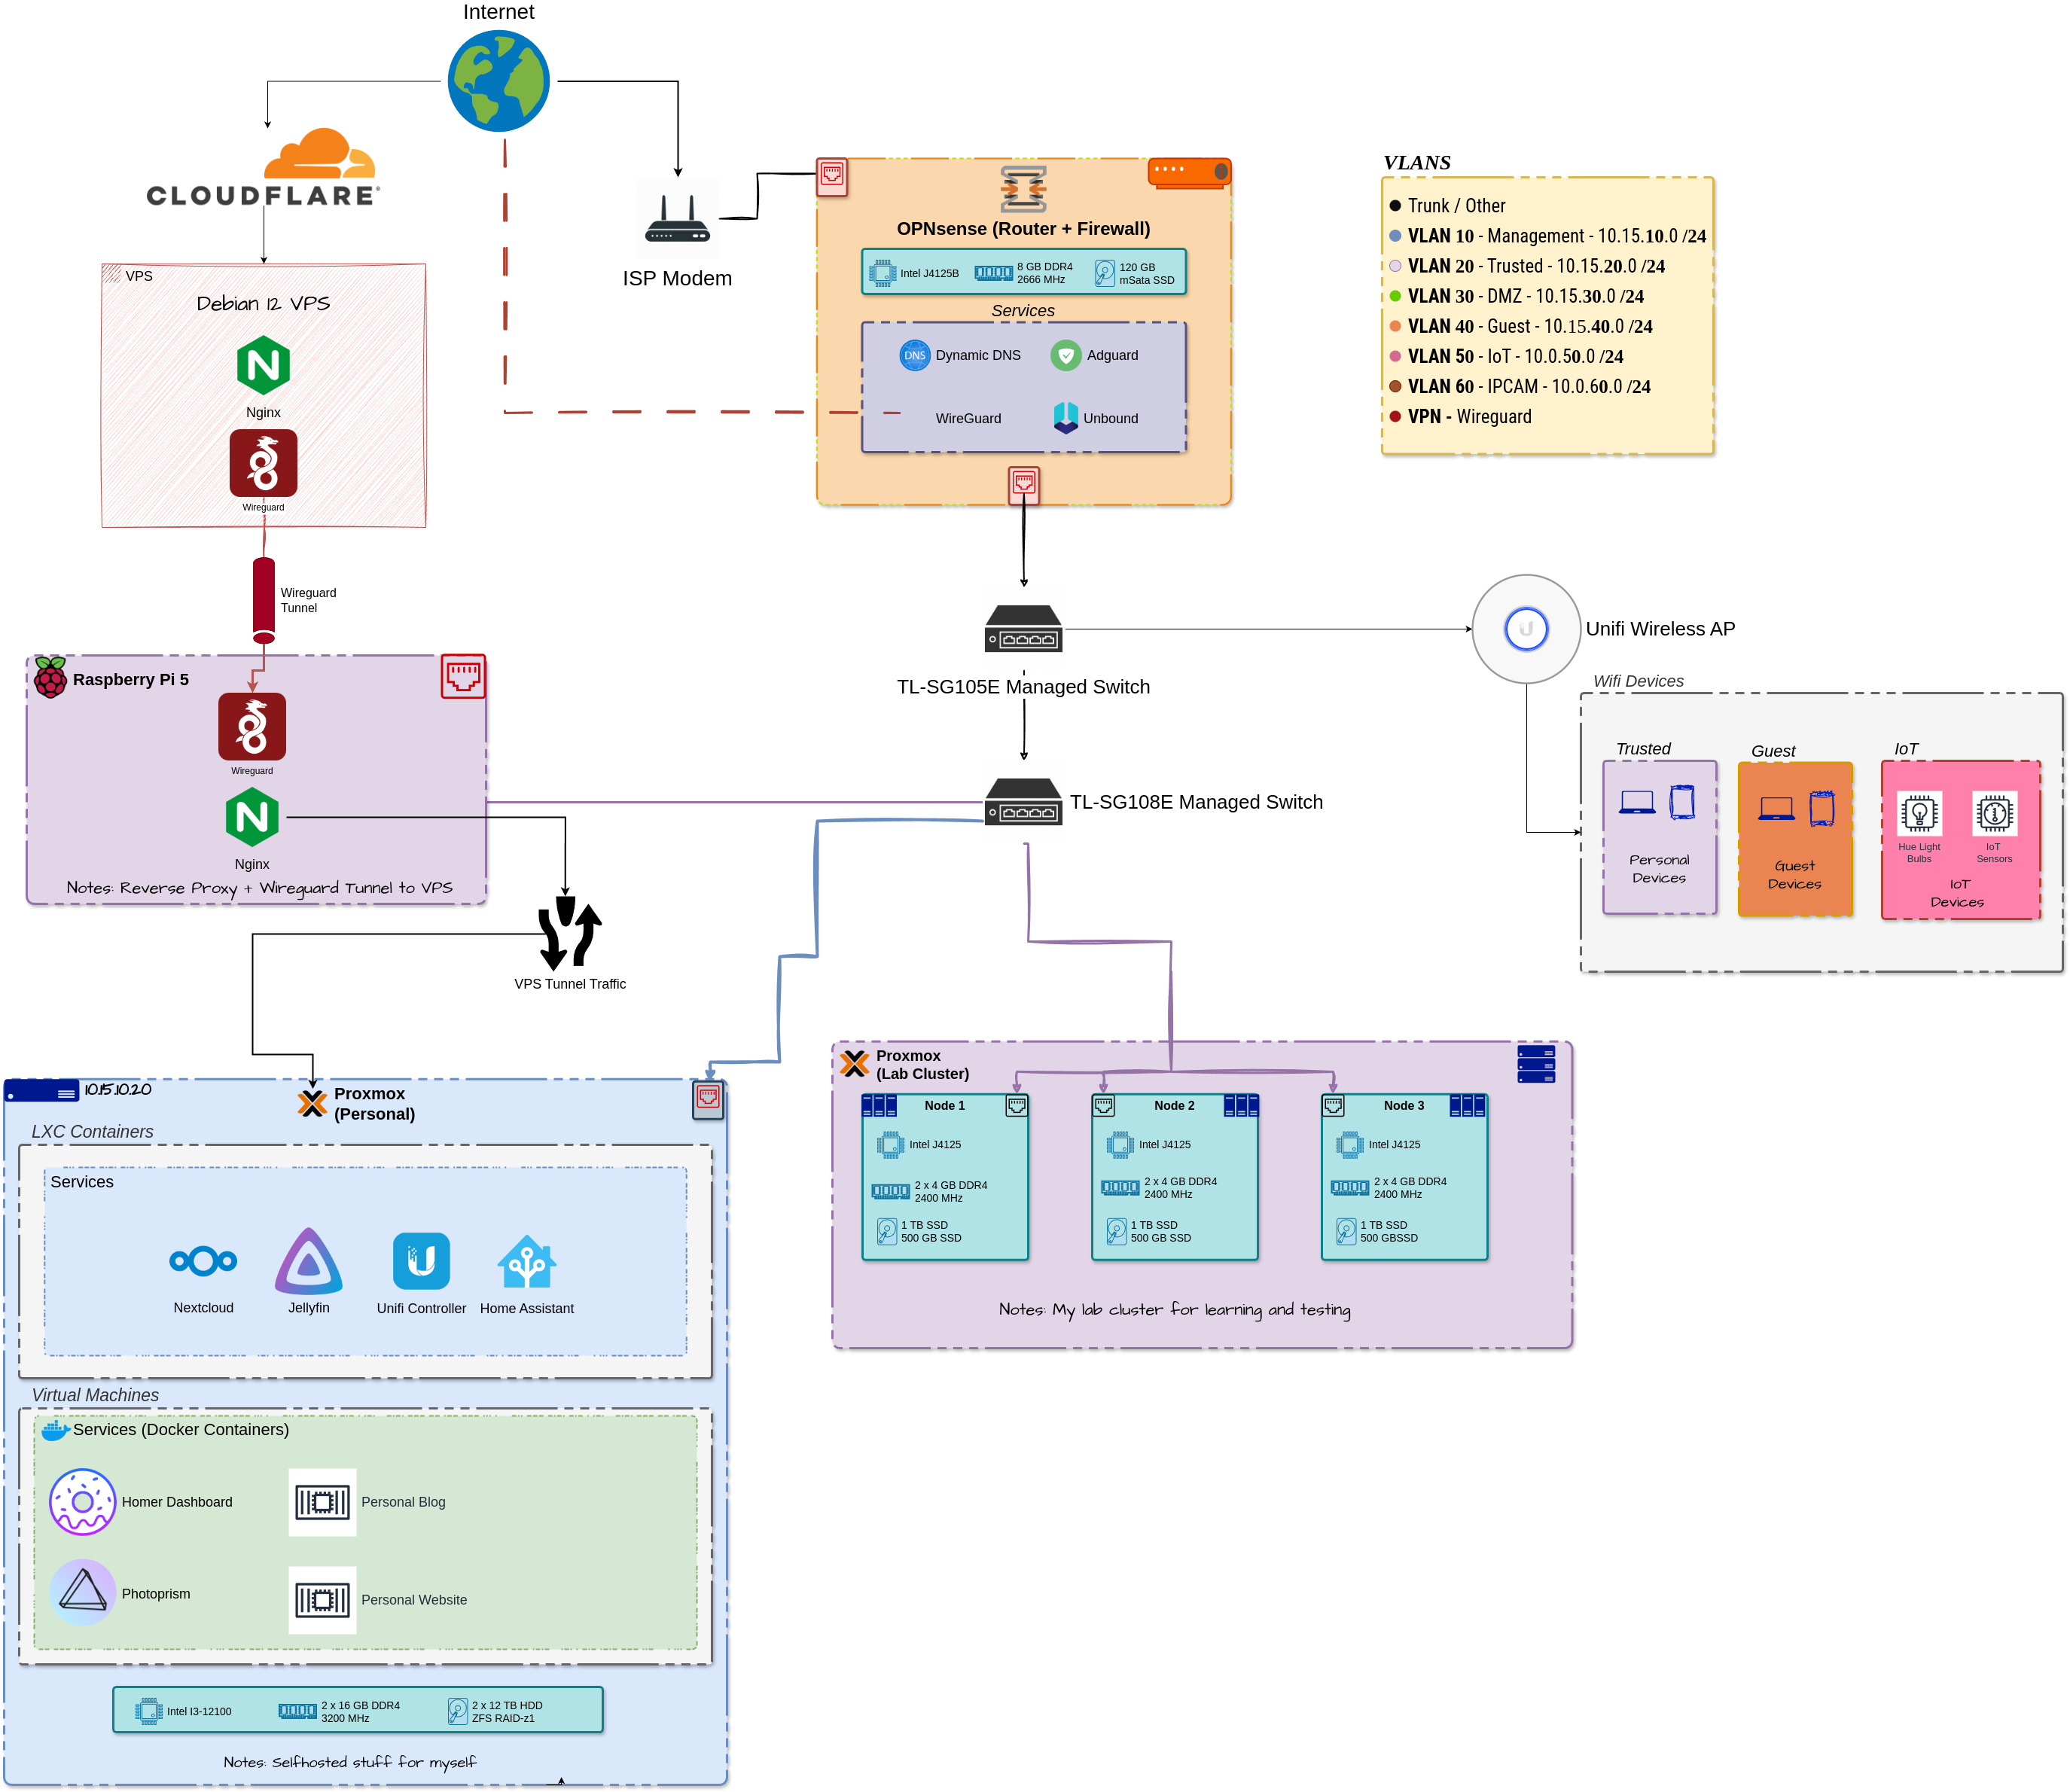 Internet
CLOUDFLARE®
VPS
Debian 12 VPS
Nginx
Wireguard
Wireguard
Tunnel
ISP Modem
OPNsense (Router + Firewall)
Intel J4125B
8 GB DDR4
2666 MHz
120 GB
mSata SSD
Services
DNS
Dynamic DNS
Adguard
WireGuard
Unbound
VLANS
Trunk / Other
VLAN 10 - Management - 10.15.10.0 /24
VLAN 20 - Trusted - 10.15.20.0 /24
VLAN 30 - DMZ - 10.15.30.0 /24
VLAN 40 - Guest - 10.15.40.0 /24
VLAN 50 - IoT - 10.0.50.0 /24
VLAN 60 - IPCAM - 10.0.60.0 /24
VPN - Wireguard
TL-SG105E Managed Switch
Unifi Wireless AP
TL-SG108E Managed Switch
Wifi Devices
Trusted
Personal
Devices
Guest
Guest
Devices
IoT
Hue Light
Bulbs
IoT
Sensors
IoT
Devices
Raspberry Pi 5
Wireguard
Nginx
Notes: Reverse Proxy + Wireguard Tunnel to VPS
VPS Tunnel Traffic
10.15.10.20
Proxmox
(Personal)
LXC Containers
Services
Nextcloud
Jellyfin
Unifi Controller
Home Assistant
Virtual Machines
Services (Docker Containers)
Homer Dashboard
Personal Blog
Photoprism
Personal Website
Intel I3-12100
2 x 16 GB DDR4
3200 MHz
2 x 12 TB HDD
ZFS RAID-z1
Notes: Selfhosted stuff for myself
Proxmox
(Lab Cluster)
Node 1
Intel J4125
2 x 4 GB DDR4
2400 MHz
1 TB SSD
500 GB SSD
Node 2
Intel J4125
2 x 4 GB DDR4
2400 MHz
1 TB SSD
500 GB SSD
Node 3
Intel J4125
2 x 4 GB DDR4
2400 MHz
1 TB SSD
500 GBSSD
Notes: My lab cluster for learning and testing